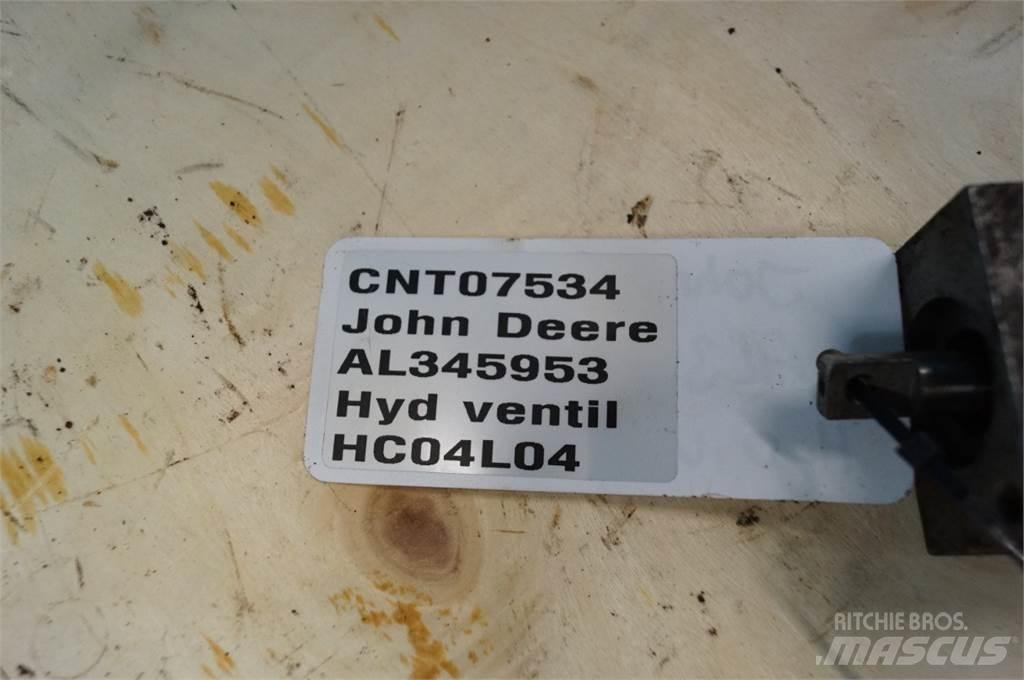 CNT07534
John Deere
AL345953
Hyd ventil
HC04L04
RITCHIE BROS.
MASCUS